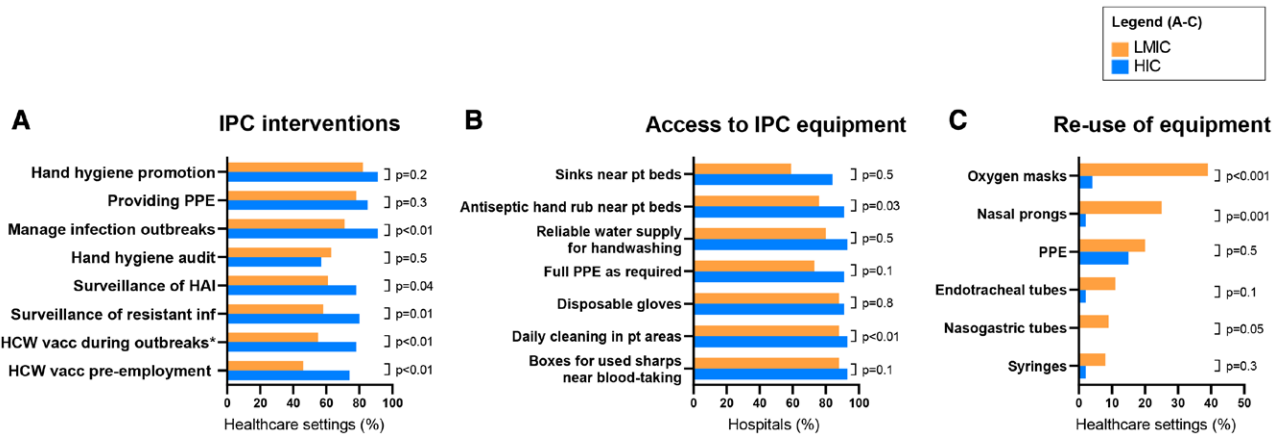 Legend (A-C)
LMIC
HIC
A
IPC interventions
Hand hygiene promotion
p=0.2
Providing PPE
p=0.3
Manage infection outbreaks
p<0.01
Hand hygiene audit
p=0.5
Surveillance of HAI
p=0.04
Surveillance of resistant inf
p=0.01
HCW vacc during outbreaks*
p<0.01
HCW vacc pre-employment
p<0.01
0 20 40 60 80 100
Healthcare settings (%)
B
Access to IPC equipment
Sinks near pt beds
p=0.5
Antiseptic hand rub near pt beds
p=0.03
Reliable water supply
for handwashing
p=0.5
Full PPE as required
p=0.1
Disposable gloves
p=0.8
Daily cleaning in pt areas
p<0.01
Boxes for used sharps
near blood-taking
p=0.1
0 20 40 60 80 100
Hospitals (%)
C
Re-use of equipment
Oxygen masks
p<0.001
Nasal prongs
p=0.001
PPE
p=0.5
Endotracheal tubes
p=0.1
Nasogastric tubes
p=0.05
Syringes
p=0.3
0 10 20 30 40 50
Healthcare settings (%)